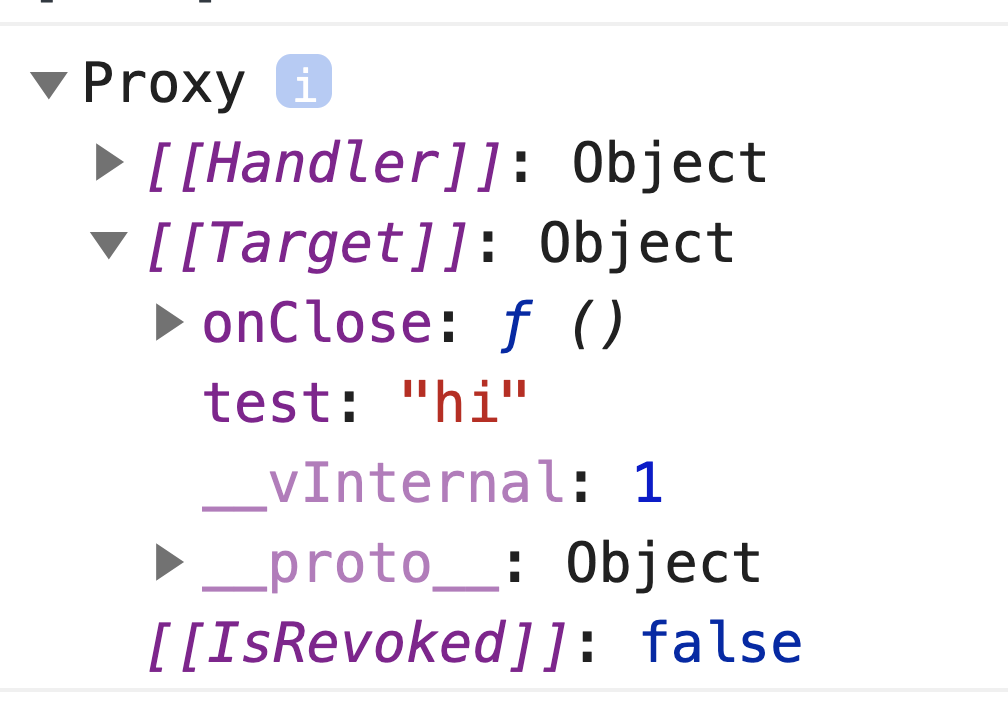 Proxy i
[[Handler]]: Object
[[Target]]: Object
onClose: ƒ ()
test: "hi"
__vInternal: 1
__proto__: Object
[[IsRevoked]]: false